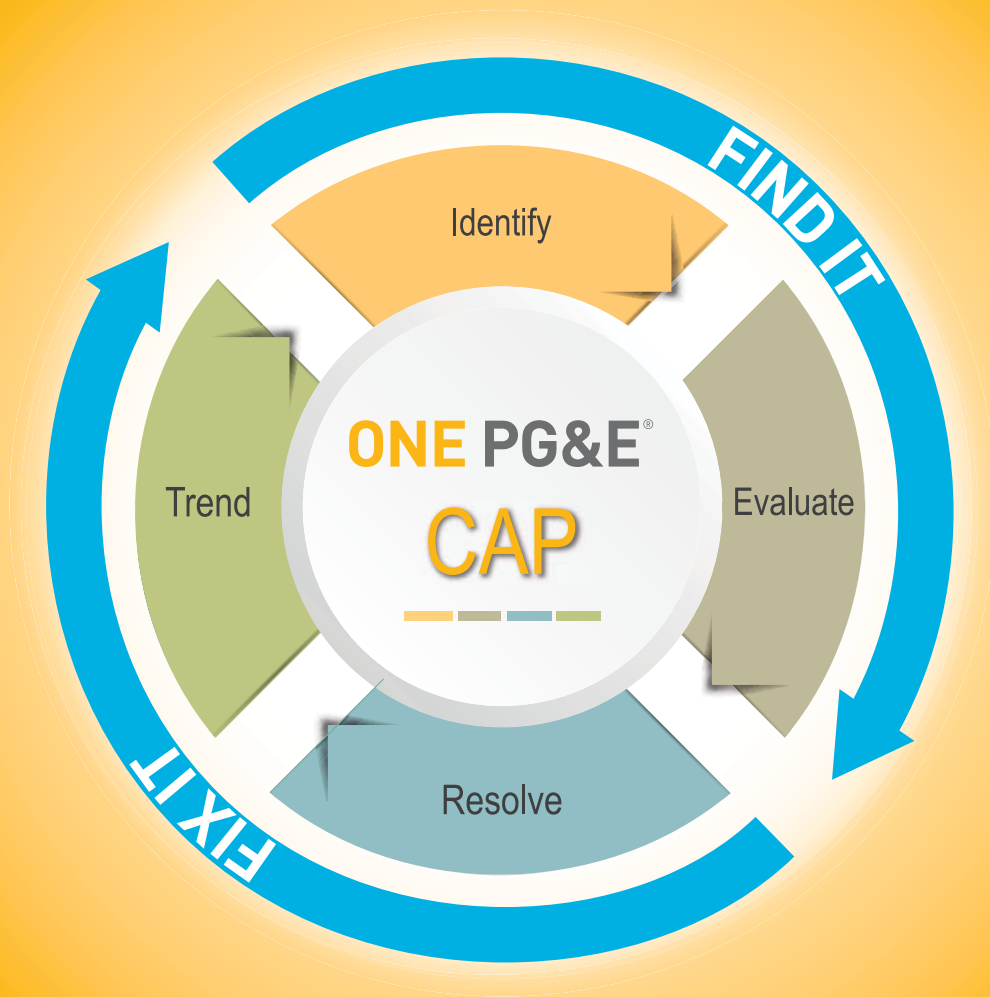 FIND IT
Identify
Evaluate
Resolve
Trend
FIX IT
ONE PG&E®
CAP